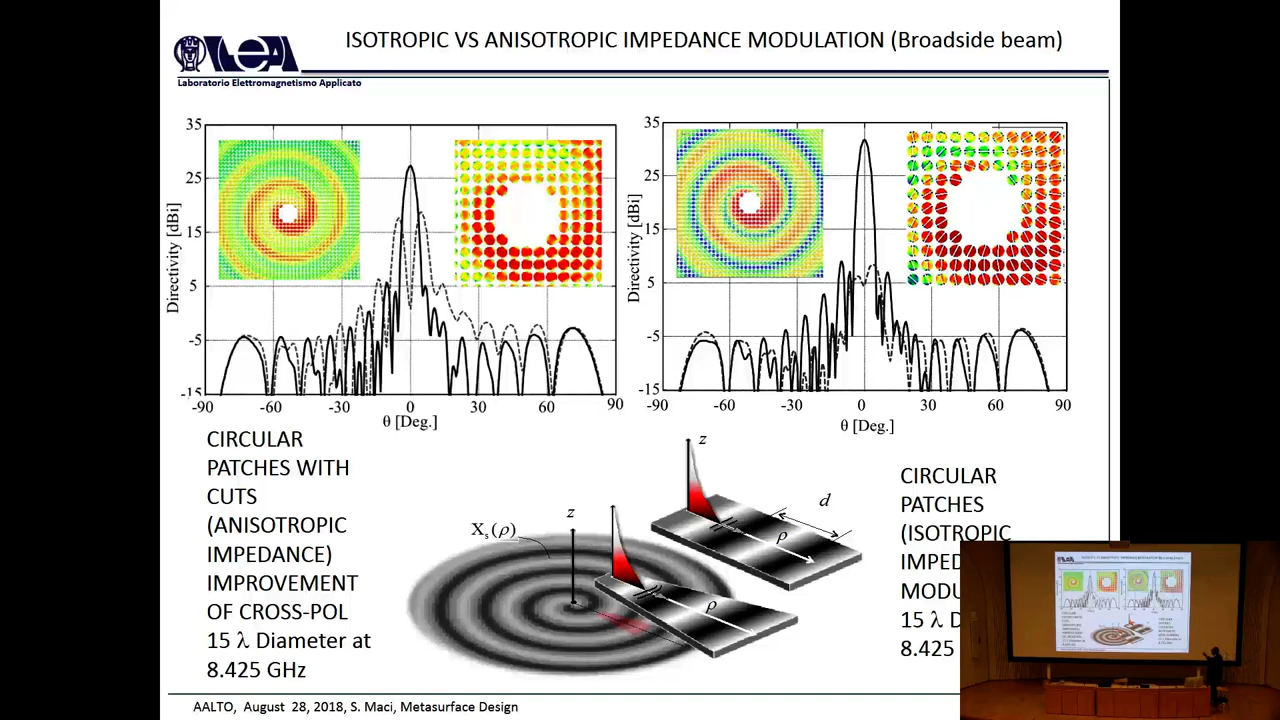 LEA
Laboratorio Elettromagnetismo Applicato
ISOTROPIC VS ANISOTROPIC IMPEDANCE MODULATION (Broadside beam)
35
25
15
5
-5
-15
Directivity [dBi]
-90
-60
-30
0
30
60
90
θ [Deg.]
35
25
15
5
-5
-15
Directivity [dBi]
-90
-60
-30
0
30
60
90
θ [Deg.]
CIRCULAR
PATCHES WITH
CUTS
(ANISOTROPIC
IMPEDANCE)
IMPROVEMENT
OF CROSS-POL
15 λ Diameter at
8.425 GHz
Xs(ρ)
z
ρ
z
d
ρ
CIRCULAR
PATCHES
(ISOTROPIC
IMPED
MODU
15 λ D
8.425
AALTO, August 28, 2018, S. Maci, Metasurface Design